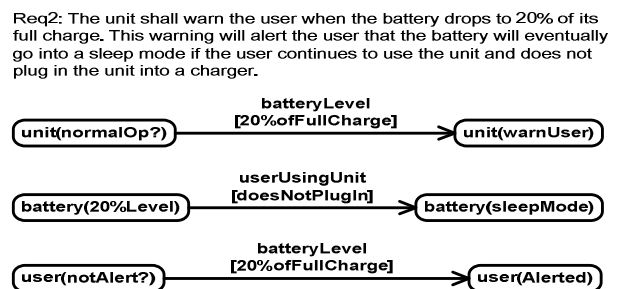 Req2: The unit shall warn the user when the battery drops to 20% of its
full charge. This warning will alert the user that the battery will eventually
go into a sleep mode if the user continues to use the unit and does not
plug in the unit into a charger.
batteryLevel
[20%ofFullCharge]
unit(normalOp?)
unit(warnUser)
userUsingUnit
[doesNotPlugIn]
battery(20%Level)
battery(sleepMode)
batteryLevel
[20%ofFullCharge]
user(notAlert?)
user(Alerted)